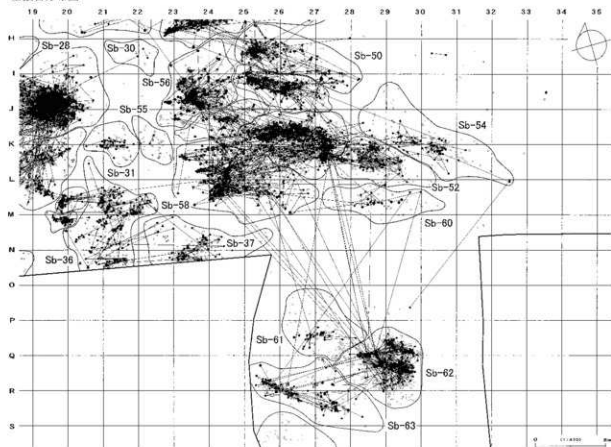 19 20 21 22 23 24 25 26 27 28 29 30 31 32 33 34 35
H
Sb-28 Sb-30 Sb-50
I
Sb-56
J
Sb-55 Sb-54
K
Sb-31
L
Sb-52
Sb-58
M
Sb-60
Sb-37
N
Sb-36
O
P
Sb-61
Q
Sb-62
R
Sb-63
S
0